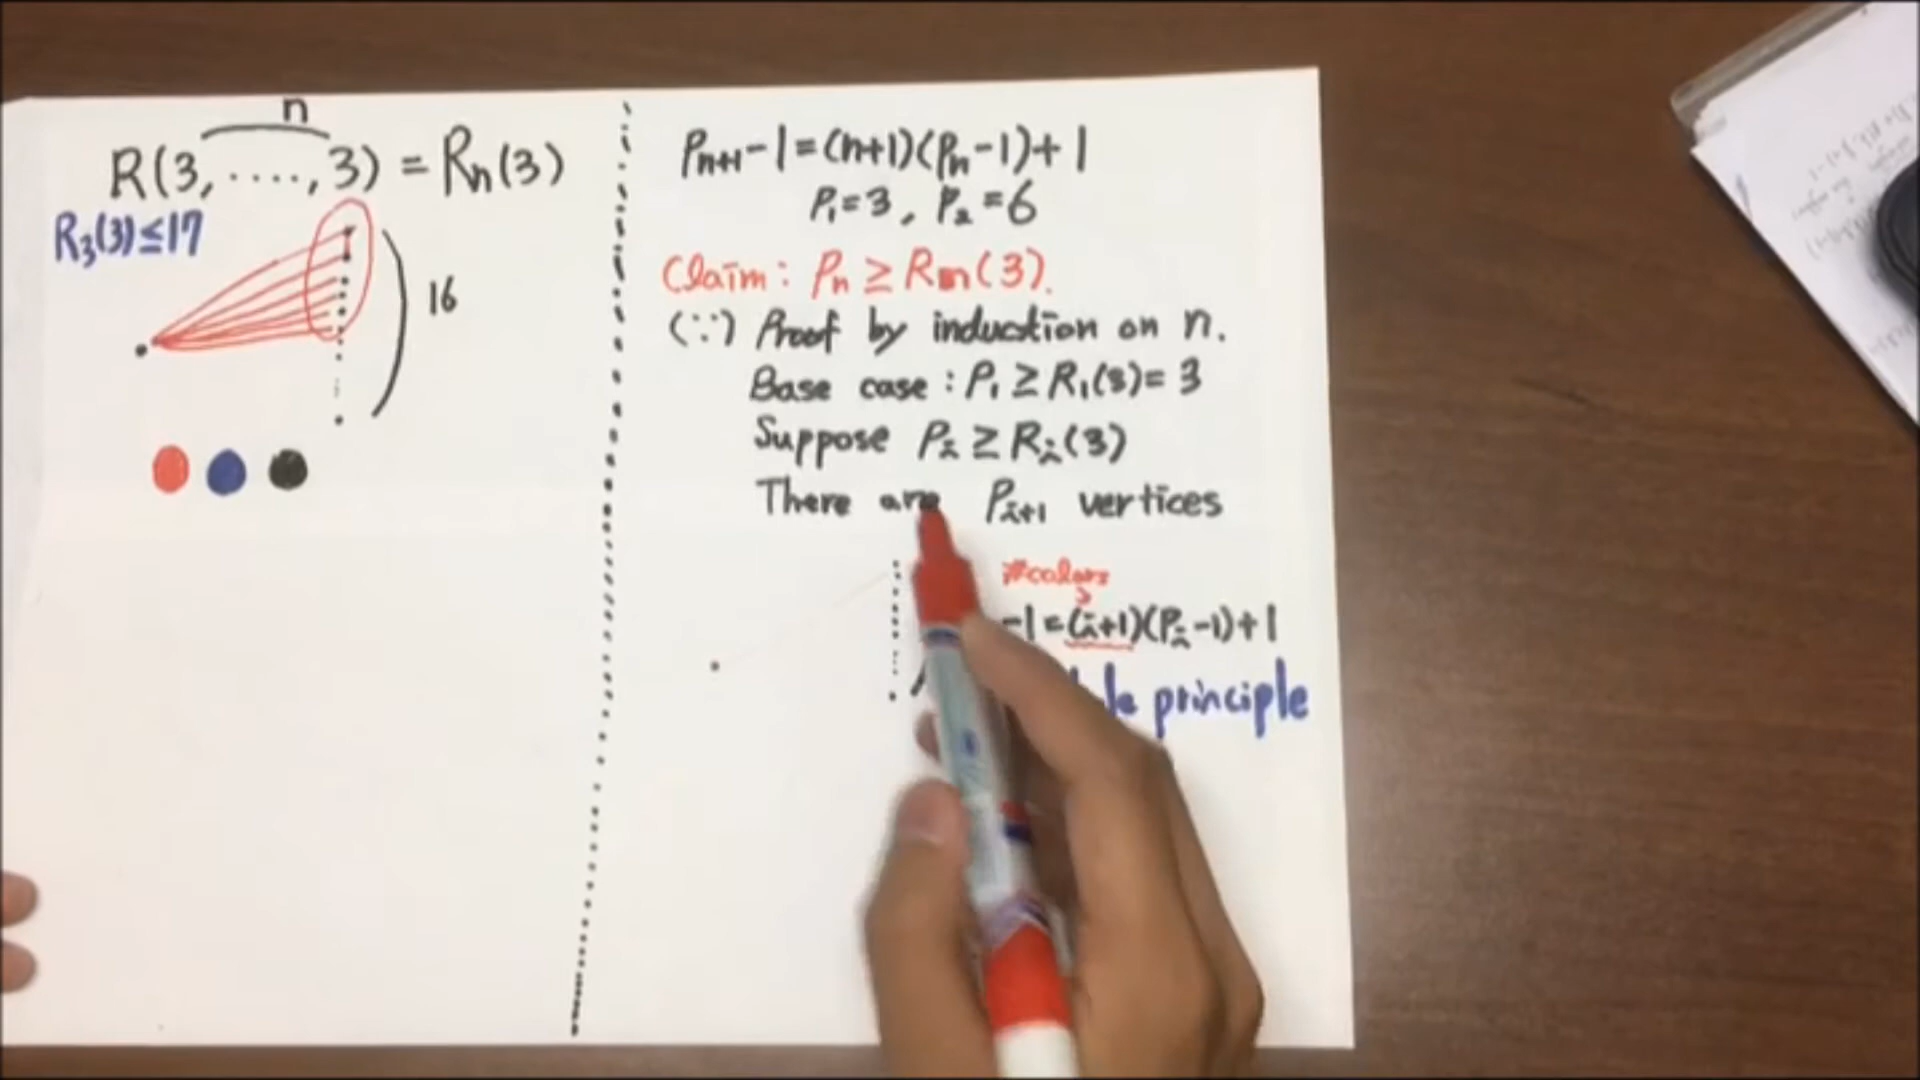 n
R(3, ...., 3) = Rn(3)
R₃(3) ≤ 17
16
Pn+1 - 1 = (n+1)(Pn - 1) + 1
P₁ = 3, P₂ = 6
Claim: Pn ≥ Rn(3).
(∵) Proof by induction on n.
Base case: P₁ ≥ R₁(3) = 3
Suppose Pi ≥ Ri(3)
There are Pi+1 vertices
#colors
-1 = (i+1)(Pi - 1) + 1
principle